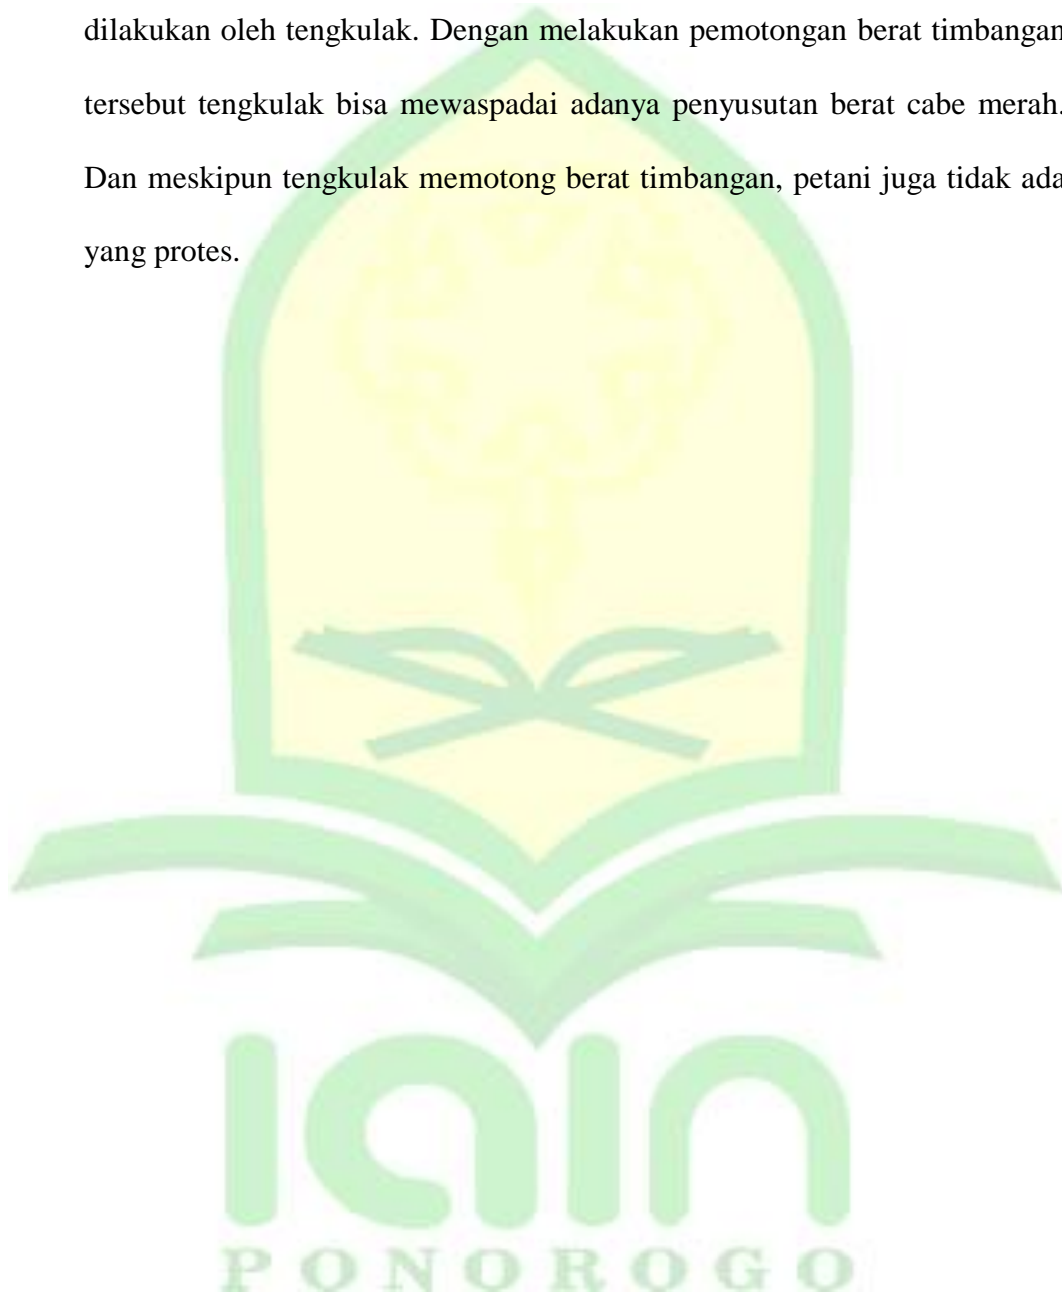 dilakukan oleh tengkulak. Dengan melakukan pemotongan berat timbangan
tersebut tengkulak bisa mewaspadai adanya penyusutan berat cabe merah.
Dan meskipun tengkulak memotong berat timbangan, petani juga tidak ada
yang protes.
iain
PONOROGO